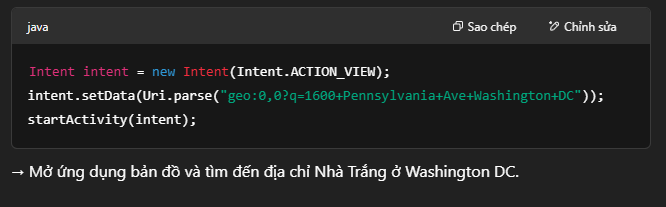 java
Sao chép
Chỉnh sửa
Intent intent = new Intent(Intent.ACTION_VIEW);
intent.setData(Uri.parse("geo:0,0?q=1600+Pennsylvania+Ave+Washington+DC"));
startActivity(intent);
→ Mở ứng dụng bản đồ và tìm đến địa chỉ Nhà Trắng ở Washington DC.